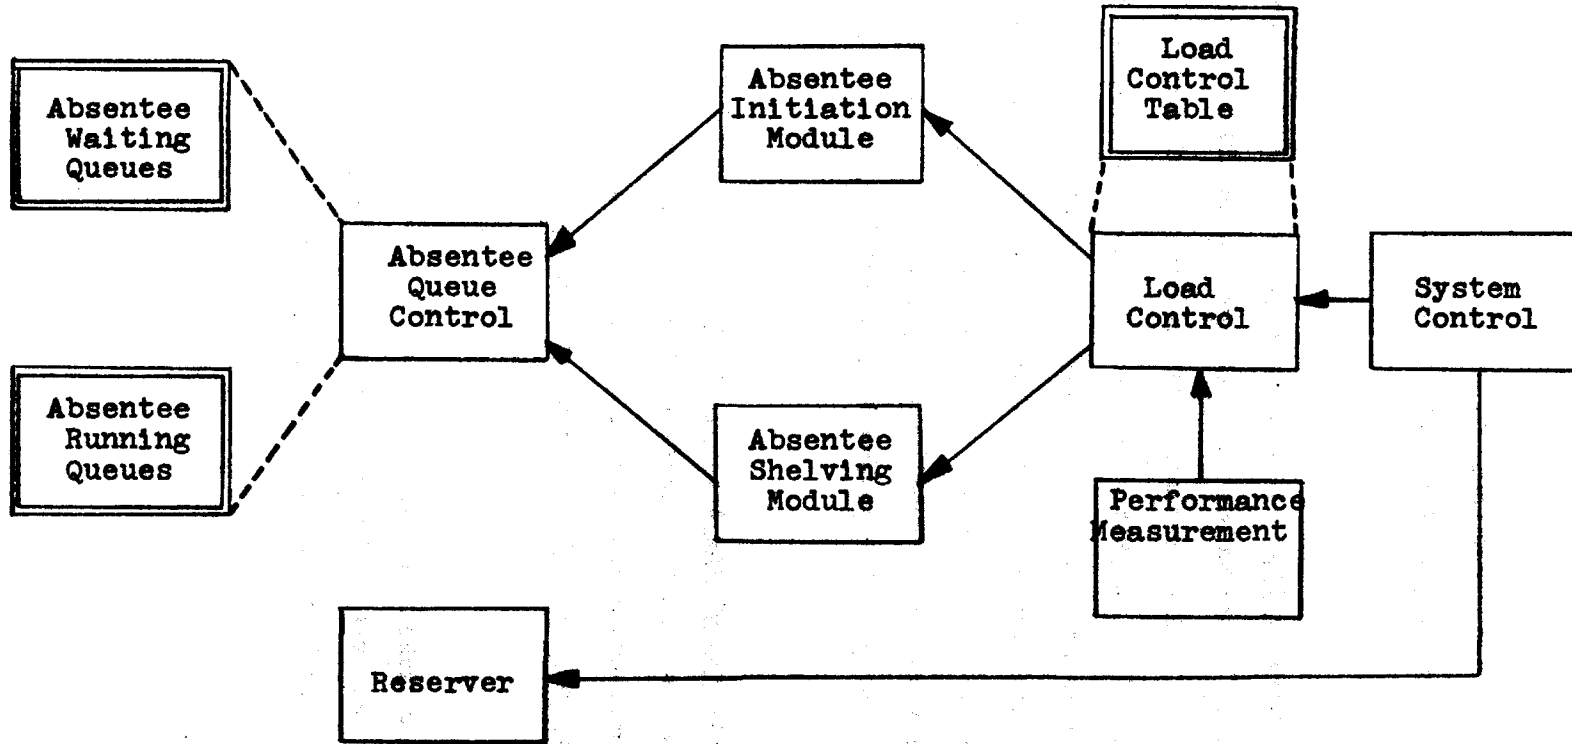 Absentee
Waiting
Queues
Absentee
Running
Queues
Absentee
Queue
Control
Absentee
Initiation
Module
Absentee
Shelving
Module
Load
Control
Table
Load
Control
System
Control
Performance
Measurement
Reserver